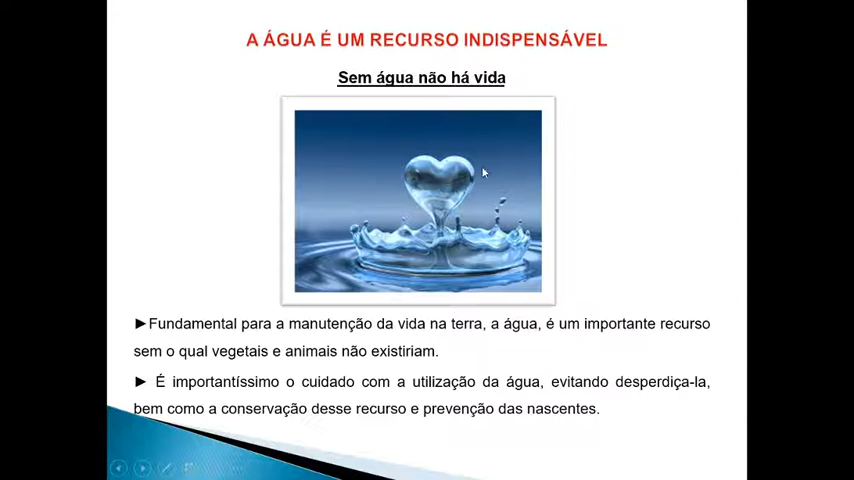 A ÁGUA É UM RECURSO INDISPENSÁVEL
Sem água não há vida
►Fundamental para a manutenção da vida na terra, a água, é um importante recurso
sem o qual vegetais e animais não existiriam.
► É importantíssimo o cuidado com a utilização da água, evitando desperdiça-la,
bem como a conservação desse recurso e prevenção das nascentes.